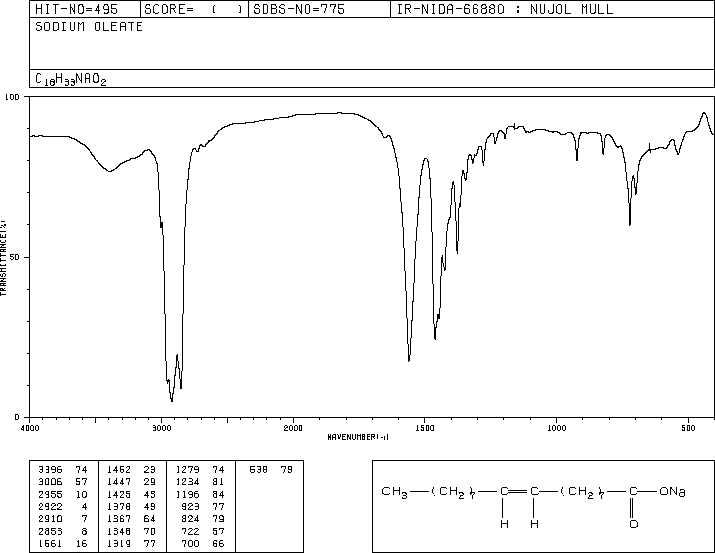 HIT-NO=495 SCORE= ( ) SDBS-NO=775 IR-NIDA-66880 : NUJOL MULL
SODIUM OLEATE
C18H33NAO2
100
50
0
TRANSMITTANCE(%)
4000 3000 2000 1500 1000 500
WAVENUMBER(-1)
3396 74 1462 23 1279 74 638 79
3006 57 1447 29 1234 81
2955 10 1425 45 1196 84
2922 4 1378 49 923 77
2910 7 1367 64 824 79
2853 8 1348 70 722 57
1561 16 1319 77 700 66
CH3—(CH2)7—C=C—(CH2)7—C—ONa
H H O